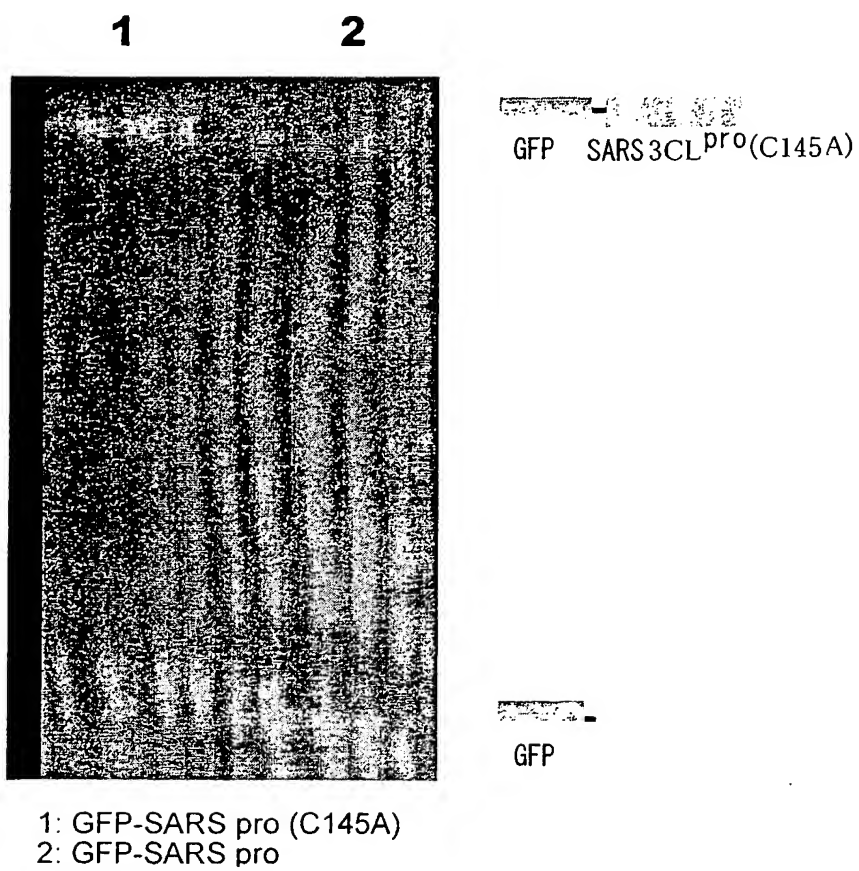 1 2
GFP SARS 3CLpro(C145A)
GFP
1: GFP-SARS pro (C145A)
2: GFP-SARS pro